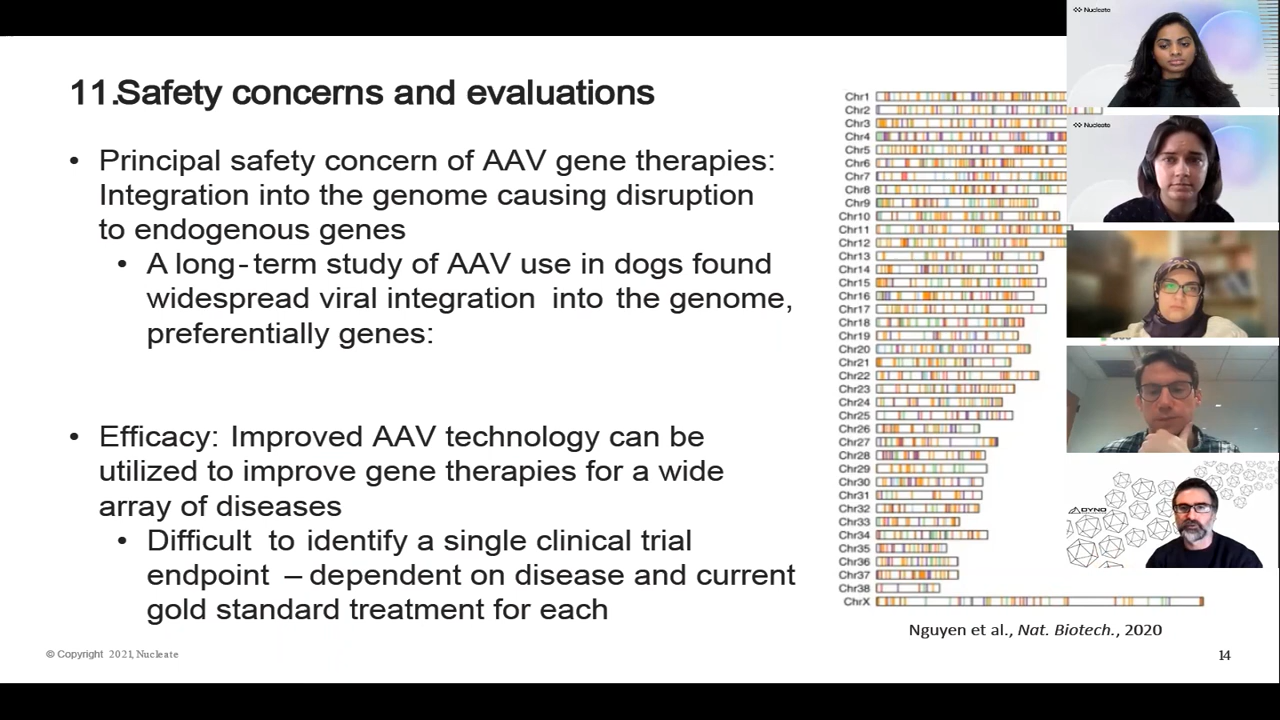 11.Safety concerns and evaluations
• Principal safety concern of AAV gene therapies:
Integration into the genome causing disruption
to endogenous genes
• A long-term study of AAV use in dogs found
widespread viral integration into the genome,
preferentially genes:
• Efficacy: Improved AAV technology can be
utilized to improve gene therapies for a wide
array of diseases
• Difficult to identify a single clinical trial
endpoint – dependent on disease and current
gold standard treatment for each
Chr1
Chr2
Chr3
Chr4
Chr5
Chr6
Chr7
Chr8
Chr9
Chr10
Chr11
Chr12
Chr13
Chr14
Chr15
Chr16
Chr17
Chr18
Chr19
Chr20
Chr21
Chr22
Chr23
Chr24
Chr25
Chr26
Chr27
Chr28
Chr29
Chr30
Chr31
Chr32
Chr33
Chr34
Chr35
Chr36
Chr37
Chr38
ChrX
Nguyen et al., Nat. Biotech., 2020
© Copyright 2021, Nucleate
14
Nucleate
Nucleate
DYNO